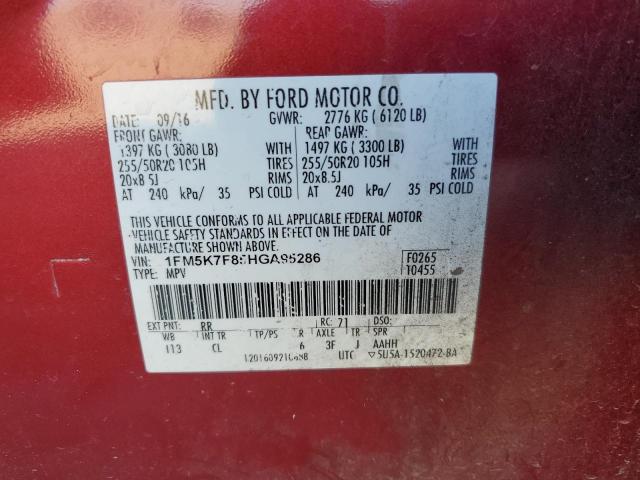 MFD. BY FORD MOTOR CO.
DATE: 09/16 GVWR: 2776 KG ( 6120 LB)
FRONT GAWR: REAR GAWR:
1397 KG ( 3080 LB) WITH 1497 KG ( 3300 LB) WITH
255/50R20 105H TIRES 255/50R20 105H TIRES
20x8.5J RIMS 20x8.5J RIMS
AT 240 kPa/ 35 PSI COLD AT 240 kPa/ 35 PSI COLD
THIS VEHICLE CONFORMS TO ALL APPLICABLE FEDERAL MOTOR
VEHICLE SAFETY STANDARDS IN EFFECT ON THE DATE OF
MANUFACTURE SHOWN ABOVE.
VIN: F0265
TYPE: MPV T0455
EXT PNT: RR RC: 71 DSO:
WB INT TR TP/PS R AXLE TR SPR
113 CL 6 3F J AAHH
UTC